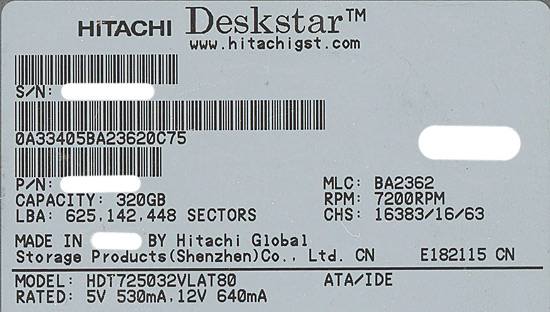 HITACHI Deskstar™
www.hitachigst.com
S/N:
0A33405BA23620C75
P/N:
CAPACITY: 320GB
LBA: 625,142,448 SECTORS
MLC: BA2362
RPM: 7200RPM
CHS: 16383/16/63
MADE IN BY Hitachi Global
Storage Products(Shenzhen)Co., Ltd. CN E182115 CN
MODEL: HDT725032VLAT80 ATA/IDE
RATED: 5V 530mA,12V 640mA